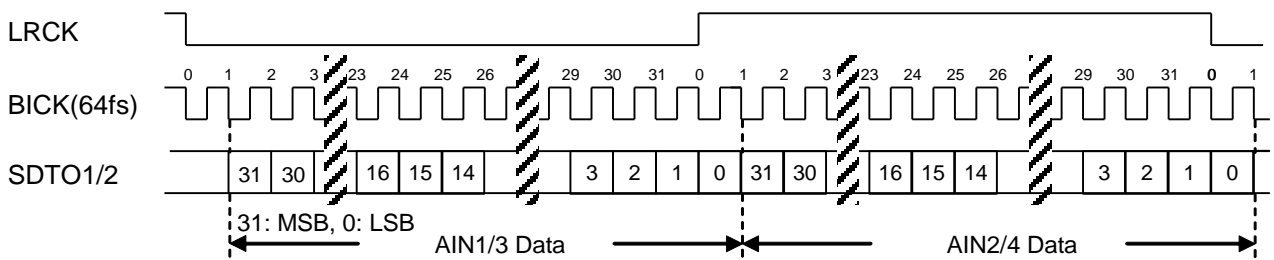 LRCK
0 1 2 3 23 24 25 26 29 30 31 0 1 2 3 23 24 25 26 29 30 31 0 1
BICK(64fs)
SDTO1/2 31 30 16 15 14 3 2 1 0 31 30 16 15 14 3 2 1 0
31: MSB, 0: LSB
AIN1/3 Data AIN2/4 Data